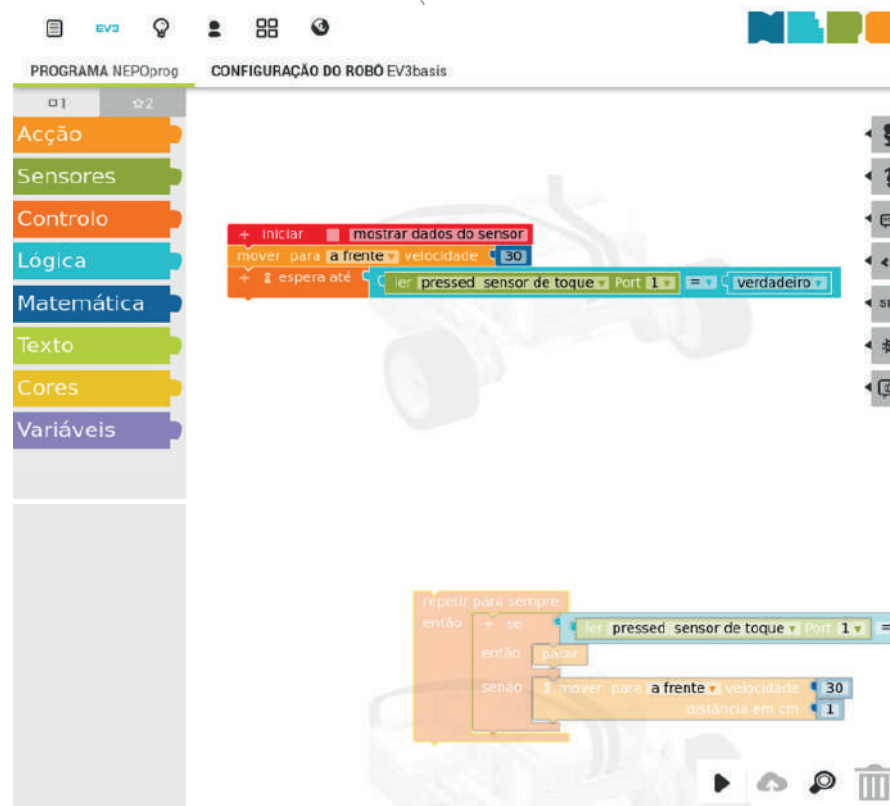 EV3
NEPO
PROGRAMA NEPOprog CONFIGURAÇÃO DO ROBÔ EV3basis
1 2
Acção
Sensores
Controlo
Lógica
Matemática
Texto
Cores
Variáveis
+ iniciar mostrar dados do sensor
mover para a frente velocidade 30
+ espera até ler pressed sensor de toque Port 1 = verdadeiro
repetir para sempre
então + se ler pressed sensor de toque Port 1 =
então parar
senão mover para a frente velocidade 30
distância em cm 1